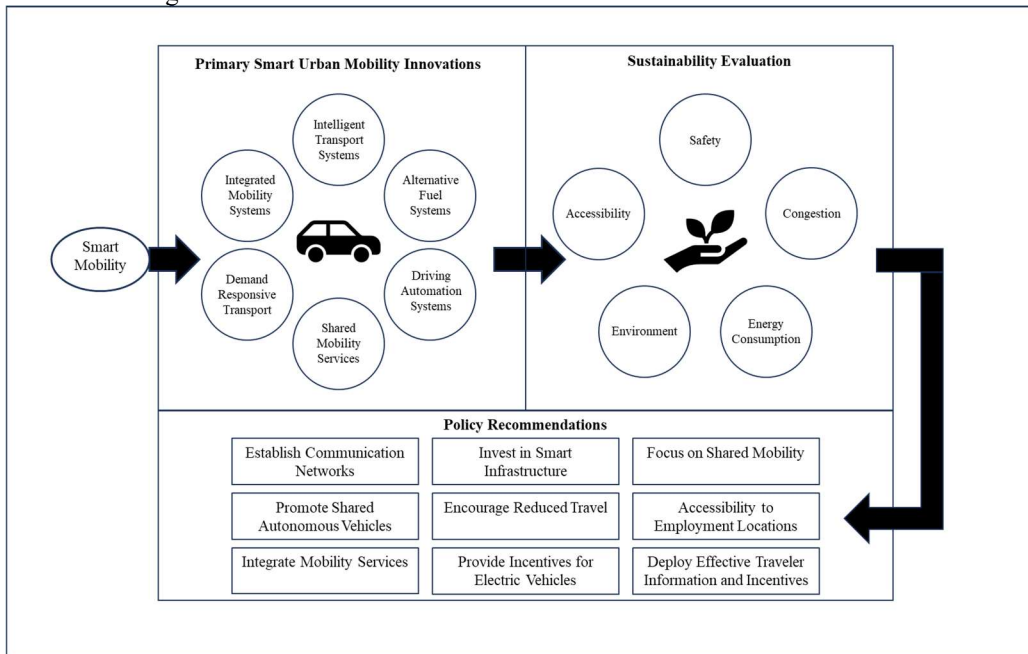 Smart
Mobility
Primary Smart Urban Mobility Innovations
Intelligent
Transport
Systems
Integrated
Mobility
Systems
Alternative
Fuel
Systems
Demand
Responsive
Transport
Driving
Automation
Systems
Shared
Mobility
Services
Sustainability Evaluation
Safety
Accessibility
Congestion
Environment
Energy
Consumption
Policy Recommendations
Establish Communication
Networks
Invest in Smart
Infrastructure
Focus on Shared Mobility
Promote Shared
Autonomous Vehicles
Encourage Reduced Travel
Accessibility to
Employment Locations
Integrate Mobility Services
Provide Incentives for
Electric Vehicles
Deploy Effective Traveler
Information and Incentives